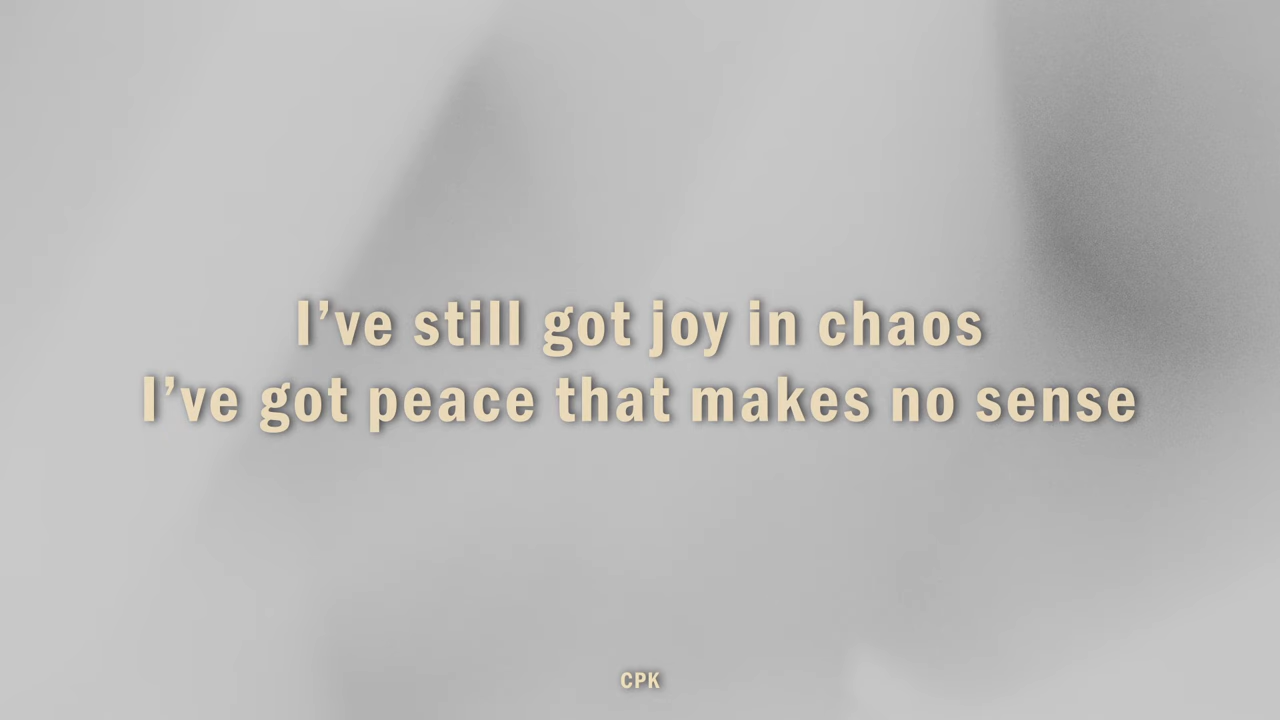 I’ve still got joy in chaos
I’ve got peace that makes no sense
CPK